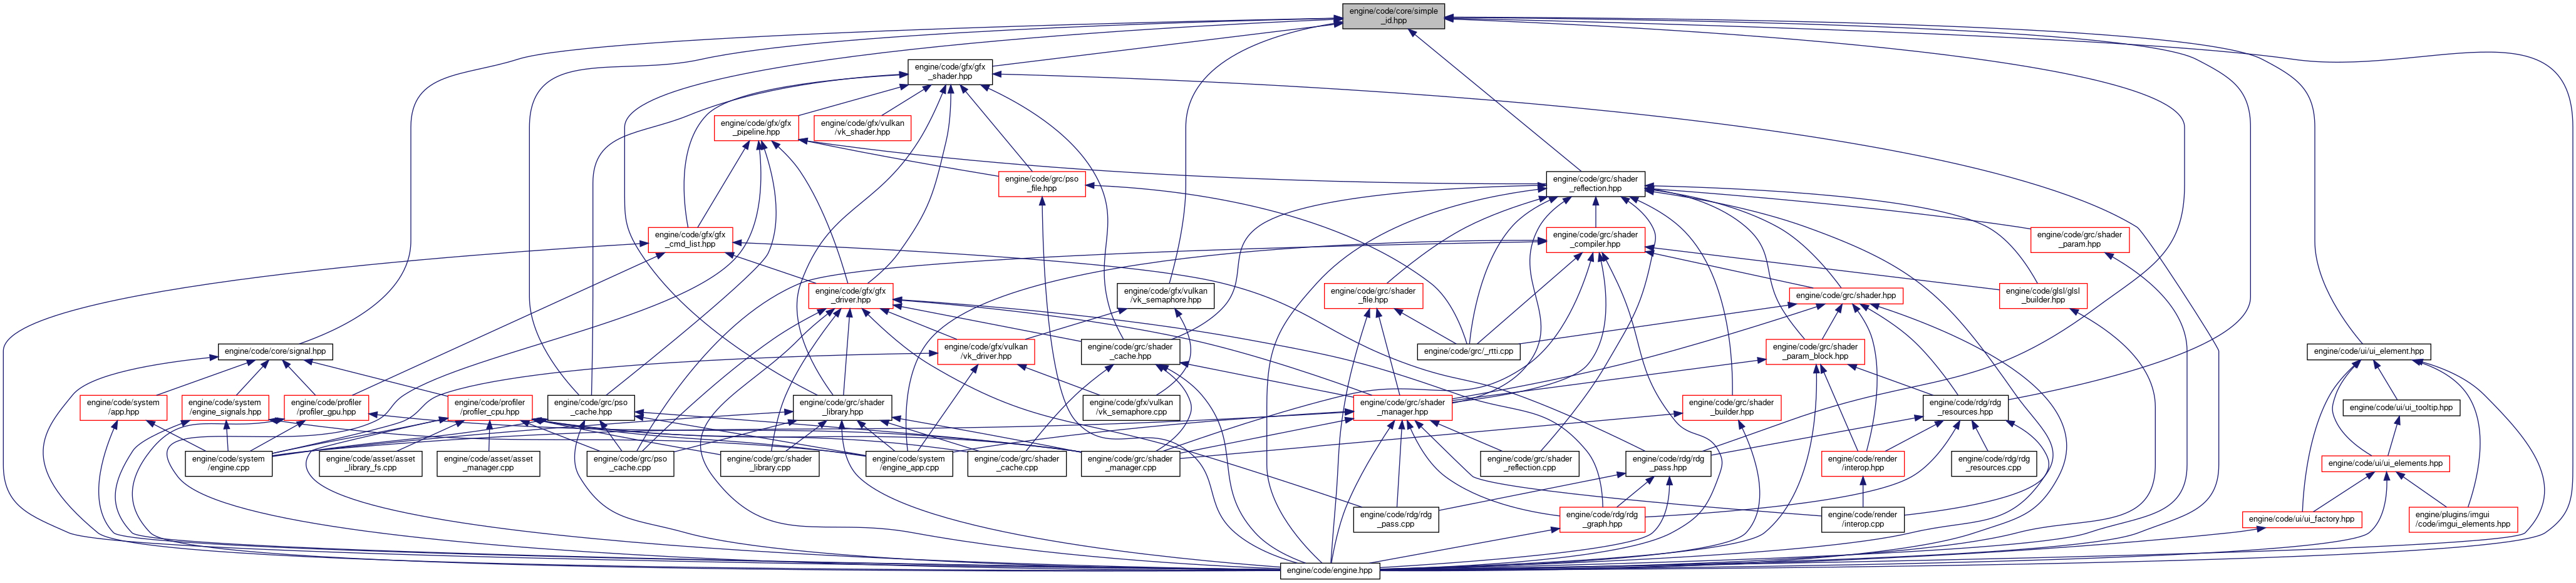 engine/code/core/simple
_id.hpp
engine/code/gfx/gfx
_shader.hpp
engine/code/gfx/gfx
_pipeline.hpp
engine/code/gfx/vulkan
/vk_shader.hpp
engine/code/grc/pso
_file.hpp
engine/code/grc/shader
_reflection.hpp
engine/code/gfx/gfx
_cmd_list.hpp
engine/code/grc/shader
_compiler.hpp
engine/code/grc/shader
_param.hpp
engine/code/gfx/gfx
_driver.hpp
engine/code/gfx/vulkan
/vk_semaphore.hpp
engine/code/grc/shader
_file.hpp
engine/code/grc/shader.hpp
engine/code/glsl/glsl
_builder.hpp
engine/code/core/signal.hpp
engine/code/gfx/vulkan
/vk_driver.hpp
engine/code/grc/shader
_cache.hpp
engine/code/grc/_rtti.cpp
engine/code/grc/shader
_param_block.hpp
engine/code/ui/ui_element.hpp
engine/code/system
/app.hpp
engine/code/system
/engine_signals.hpp
engine/code/profiler
/profiler_gpu.hpp
engine/code/profiler
/profiler_cpu.hpp
engine/code/grc/pso
_cache.hpp
engine/code/grc/shader
_library.hpp
engine/code/gfx/vulkan
/vk_semaphore.cpp
engine/code/grc/shader
_manager.hpp
engine/code/grc/shader
_builder.hpp
engine/code/rdg/rdg
_resources.hpp
engine/code/ui/ui_tooltip.hpp
engine/code/system
/engine.cpp
engine/code/asset/asset
_library_fs.cpp
engine/code/asset/asset
_manager.cpp
engine/code/grc/pso
_cache.cpp
engine/code/grc/shader
_library.cpp
engine/code/system
/engine_app.cpp
engine/code/grc/shader
_cache.cpp
engine/code/grc/shader
_manager.cpp
engine/code/grc/shader
_reflection.cpp
engine/code/rdg/rdg
_pass.hpp
engine/code/render
/interop.hpp
engine/code/rdg/rdg
_resources.cpp
engine/code/ui/ui_elements.hpp
engine/code/rdg/rdg
_pass.cpp
engine/code/rdg/rdg
_graph.hpp
engine/code/render
/interop.cpp
engine/code/ui/ui_factory.hpp
engine/plugins/imgui
/code/imgui_elements.hpp
engine/code/engine.hpp